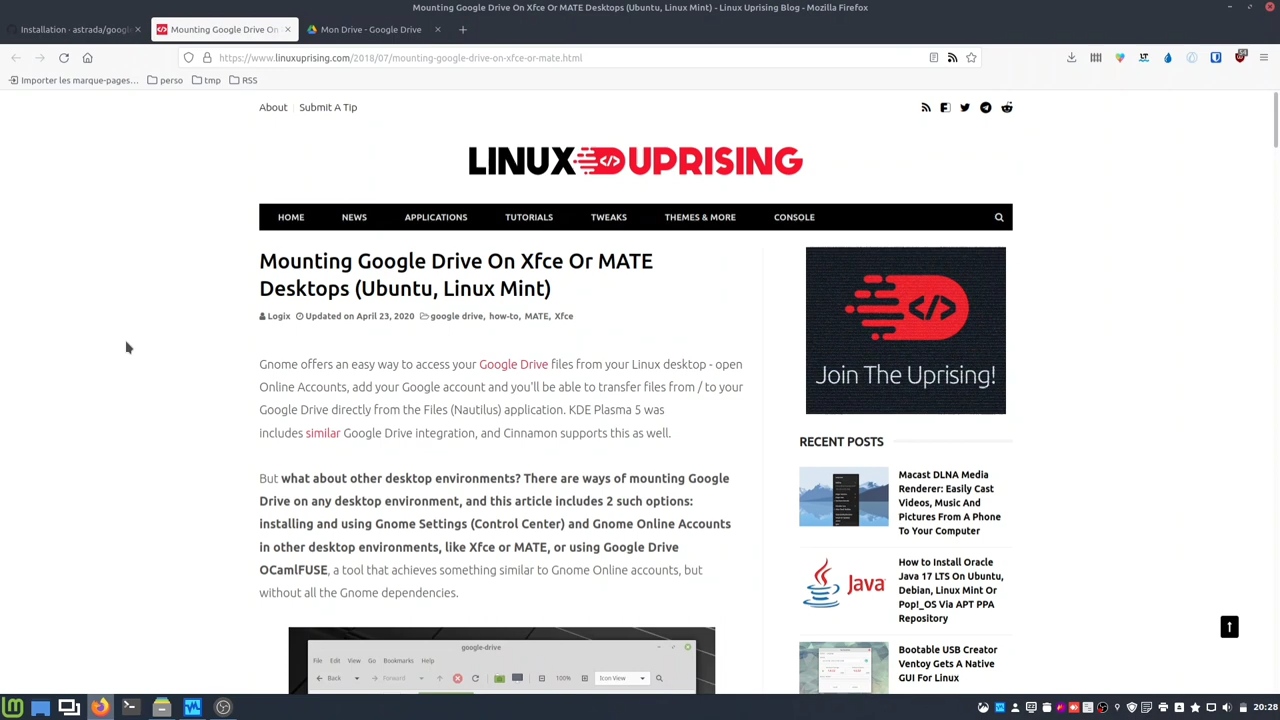 Mounting Google Drive On Xfce Or MATE Desktops (Ubuntu, Linux Mint) - Linux Uprising Blog - Mozilla Firefox
Installation · astrada/googl
Mounting Google Drive On
Mon Drive - Google Drive
https://www.linuxuprising.com/2018/07/mounting-google-drive-on-xfce-or-mate.html
Importer les marque-pages...
perso
tmp
RSS
About
Submit A Tip
LINUX UPRISING
HOME
NEWS
APPLICATIONS
TUTORIALS
TWEAKS
THEMES & MORE
CONSOLE
Mounting Google Drive On Xfce Or MATE
Desktops (Ubuntu, Linux Mint)
Logix Updated on April 23, 2020 google drive, how-to, MATE, Xfce
Gnome offers an easy way to access your Google Drive files from your Linux desktop - open
Online Accounts, add your Google account and you'll be able to transfer files from / to your
Google Drive directly from the Files (Nautilus) application. KDE Plasma 5 was
includes similar Google Drive integration, and Cinnamon supports this as well.
But what about other desktop environments? There are ways of mounting Google
Drive on any desktop environment, and this article includes 2 such options:
installing and using Gnome Settings (Control Center) and Gnome Online Accounts
in other desktop environments, like Xfce or MATE, or using Google Drive
OCamlFUSE, a tool that achieves something similar to Gnome Online accounts, but
without all the Gnome dependencies.
google-drive
File Edit View Go Bookmarks Help
Back Forward 100% Icon View
Join The Uprising!
RECENT POSTS
Macast DLNA Media
Renderer: Easily Cast
Videos, Music And
Pictures From A Phone
To Your Computer
Java
How to Install Oracle
Java 17 LTS On Ubuntu,
Debian, Linux Mint Or
Pop!_OS Via APT PPA
Repository
Bootable USB Creator
Ventoy Gets A Native
GUI For Linux
20:28